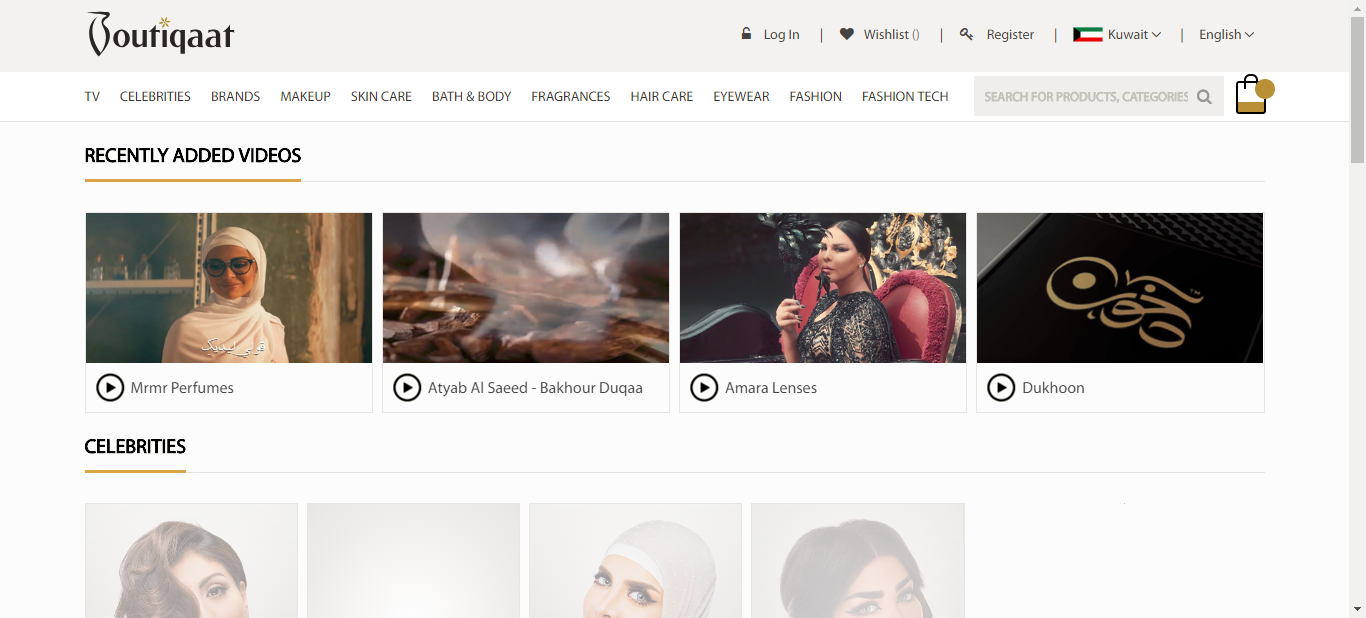 Boutiqaat
Log In | Wishlist () | Register | Kuwait | English
TV CELEBRITIES BRANDS MAKEUP SKIN CARE BATH & BODY FRAGRANCES HAIR CARE EYEWEAR FASHION FASHION TECH SEARCH FOR PRODUCTS, CATEGORIES
RECENTLY ADDED VIDEOS
Mrmr Perfumes
Atyab Al Saeed - Bakhour Duqaa
Amara Lenses
دخون
Dukhoon
CELEBRITIES